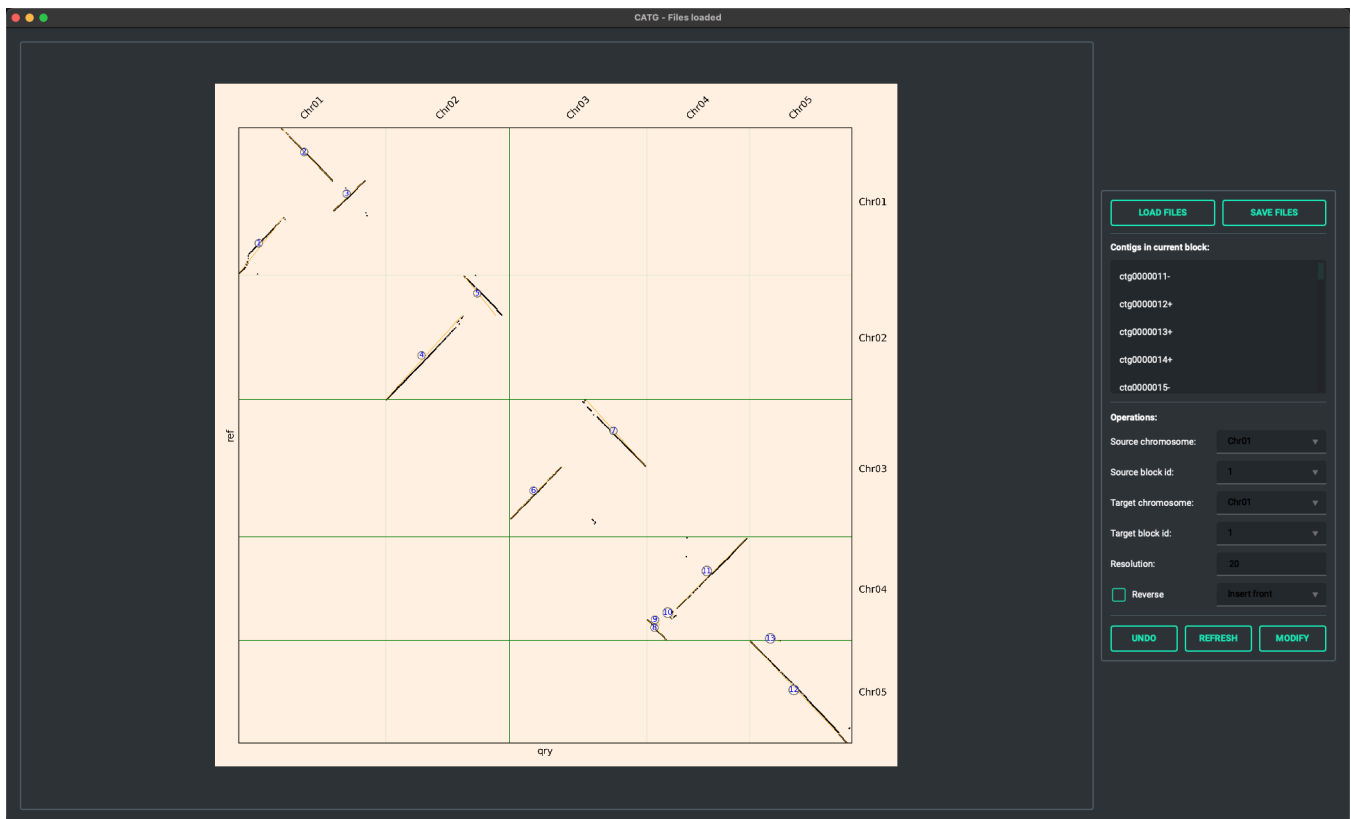 CATG - Files loaded
Chr01 Chr02 Chr03 Chr04 Chr05
2
3
Chr01
1
5
Chr02
4
7
ref
Chr03
6
11
Chr04
10
9
8
13
12
Chr05
qry
LOAD FILES SAVE FILES
Contigs in current block:
ctg0000011-
ctg0000012+
ctg0000013+
ctg0000014+
ctg0000015-
Operations:
Source chromosome: Chr01
Source block id: 1
Target chromosome: Chr01
Target block id: 1
Resolution: 20
Reverse Insert front
UNDO REFRESH MODIFY